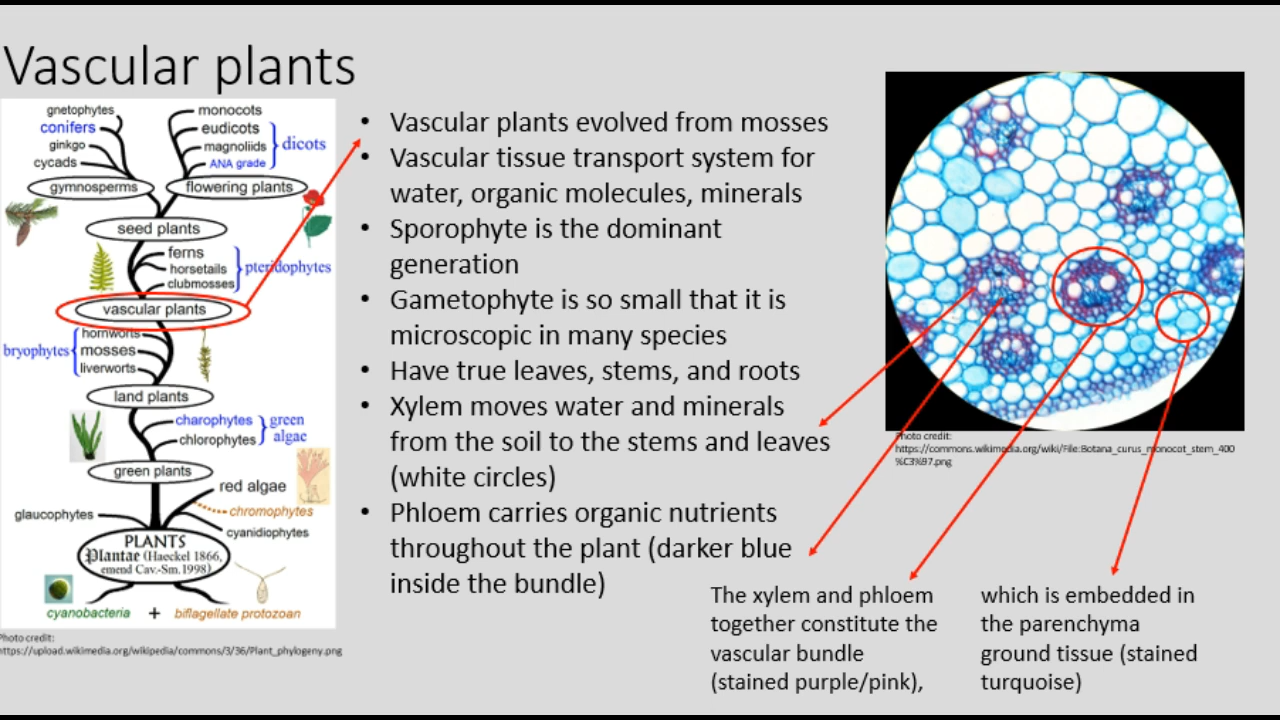 Vascular plants
gnetophytes
conifers
ginkgo
cycads
gymnosperms
monocots
eudicots
magnoliids
ANA grade
dicots
flowering plants
seed plants
ferns
horsetails
clubmosses
pteridophytes
vascular plants
hornworts
mosses
liverworts
bryophytes
land plants
charophytes
chlorophytes
green
algae
green plants
red algae
glaucophytes
chromophytes
cyanidiophytes
PLANTS
Plantae (Haeckel 1866,
emend Cav.-Sm. 1998)
cyanobacteria + biflagellate protozoan
Photo credit:
https://upload.wikimedia.org/wikipedia/commons/3/36/Plant_phylogeny.png
• Vascular plants evolved from mosses
• Vascular tissue transport system for
water, organic molecules, minerals
• Sporophyte is the dominant
generation
• Gametophyte is so small that it is
microscopic in many species
• Have true leaves, stems, and roots
• Xylem moves water and minerals
from the soil to the stems and leaves
(white circles)
• Phloem carries organic nutrients
throughout the plant (darker blue
inside the bundle)
Photo credit:
https://commons.wikimedia.org/wiki/File:Botana_curus_monocot_stem_400
%C3%97.png
The xylem and phloem
together constitute the
vascular bundle
(stained purple/pink),
which is embedded in
the parenchyma
ground tissue (stained
turquoise)